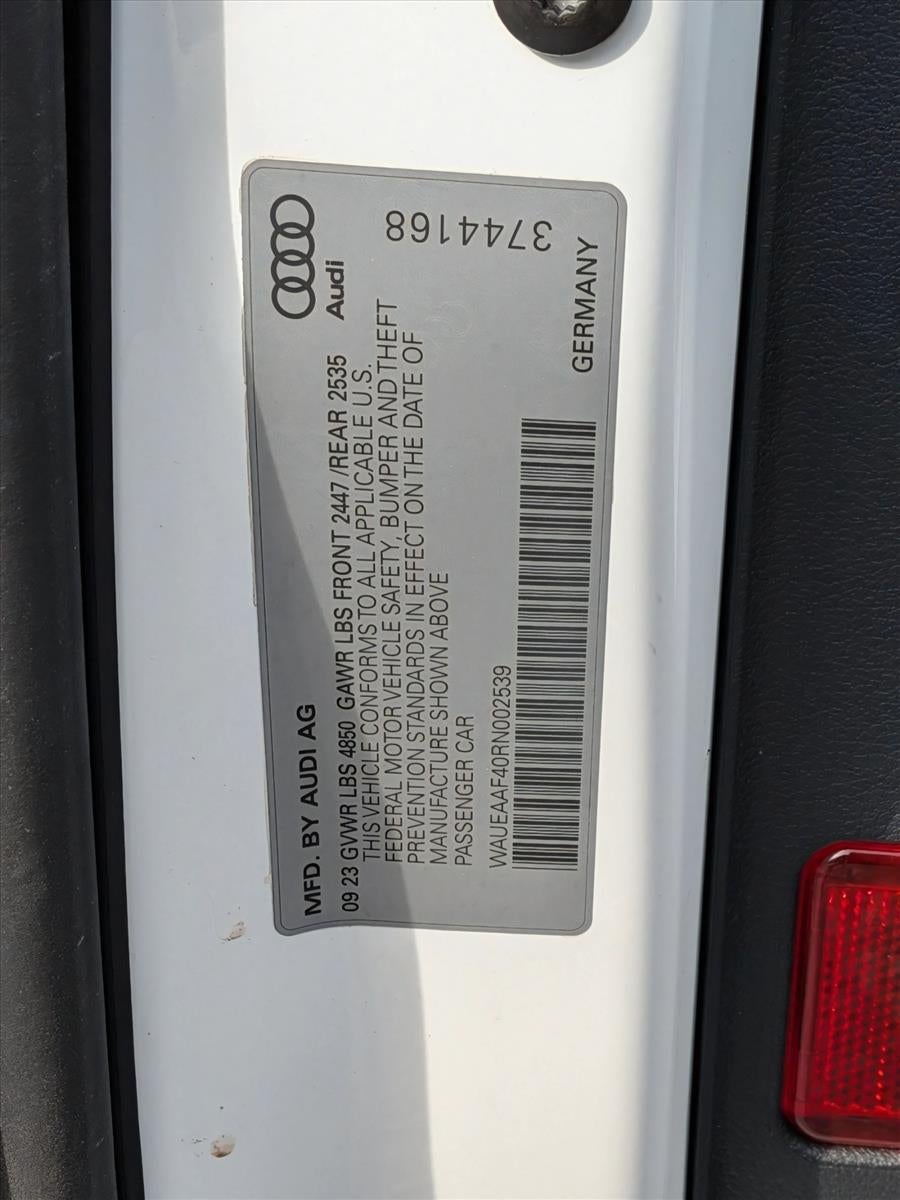 Audi
MFD. BY AUDI AG
09 23 GVWR LBS 4850 GAWR LBS FRONT 2447 /REAR 2535
THIS VEHICLE CONFORMS TO ALL APPLICABLE U.S.
FEDERAL MOTOR VEHICLE SAFETY, BUMPER AND THEFT
PREVENTION STANDARDS IN EFFECT ON THE DATE OF
MANUFACTURE SHOWN ABOVE
PASSENGER CAR
WAUEAAF40RN002539
GERMANY
3744168